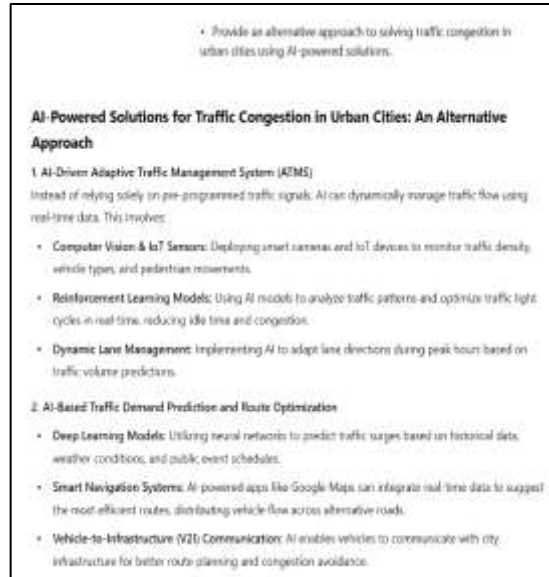 • Provide an alternative approach to solving traffic congestion in
urban cities using AI-powered solutions.
AI-Powered Solutions for Traffic Congestion in Urban Cities: An Alternative
Approach
1. AI-Driven Adaptive Traffic Management System (ATMS)
Instead of relying solely on pre-programmed traffic signals, AI can dynamically manage traffic flow using
real-time data. This involves:
• Computer Vision & IoT Sensors: Deploying smart cameras and IoT devices to monitor traffic density,
vehicle types, and pedestrian movements.
• Reinforcement Learning Models: Using AI models to analyze traffic patterns and optimize traffic light
cycles in real-time, reducing idle time and congestion.
• Dynamic Lane Management: Implementing AI to adapt lane directions during peak hours based on
traffic volume predictions.
2. AI-Based Traffic Demand Prediction and Route Optimization
• Deep Learning Models: Utilizing neural networks to predict traffic surges based on historical data,
weather conditions, and public event schedules.
• Smart Navigation Systems: AI-powered apps like Google Maps can integrate real-time data to suggest
the most efficient routes, distributing vehicle flow across alternative roads.
• Vehicle-to-Infrastructure (V2I) Communication: AI enables vehicles to communicate with city
infrastructure for better route planning and congestion avoidance.